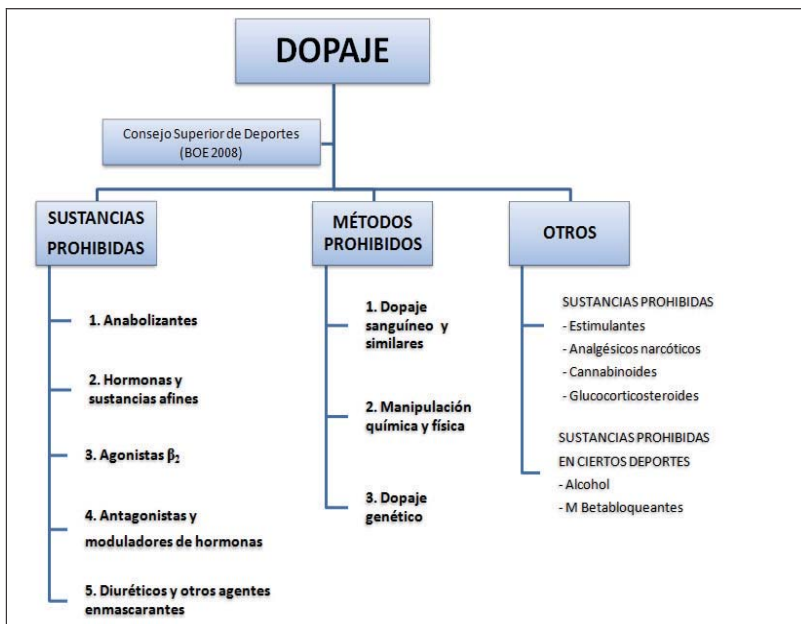 DOPAJE
Consejo Superior de Deportes
(BOE 2008)
SUSTANCIAS
PROHIBIDAS
1. Anabolizantes
2. Hormonas y
sustancias afines
3. Agonistas β₂
4. Antagonistas y
moduladores de hormonas
5. Diuréticos y otros agentes
enmascarantes
MÉTODOS
PROHIBIDOS
1. Dopaje
sanguíneo y
similares
2. Manipulación
química y física
3. Dopaje
genético
OTROS
SUSTANCIAS PROHIBIDAS
- Estimulantes
- Analgésicos narcóticos
- Cannabinoides
- Glucocorticosteroides
SUSTANCIAS PROHIBIDAS
EN CIERTOS DEPORTES
- Alcohol
- M Betabloqueantes